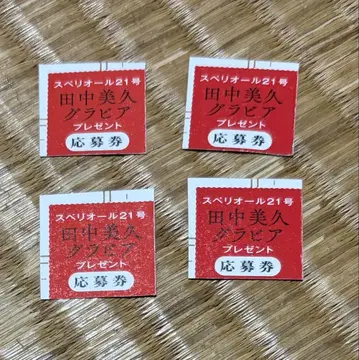 スペリオール21号
田中美久
グラビア
プレゼント
応募券
スペリオール21号
田中美久
グラビア
プレゼント
応募券
スペリオール21号
田中美久
グラビア
プレゼント
応募券
スペリオール21号
田中美久
グラビア
プレゼント
応募券